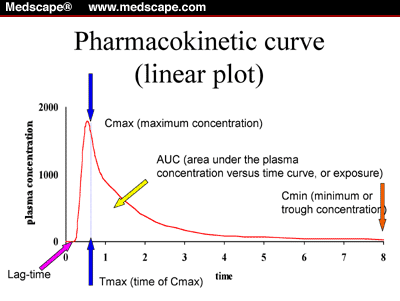 Medscape® www.medscape.com
Pharmacokinetic curve
(linear plot)
2000
Cmax (maximum concentration)
AUC (area under the plasma
concentration versus time curve, or exposure)
1000
Cmin (minimum or
trough concentration)
plasma concentration
0
0 1 2 3 4 5 6 7 8
Lag-time
Tmax (time of Cmax)
time